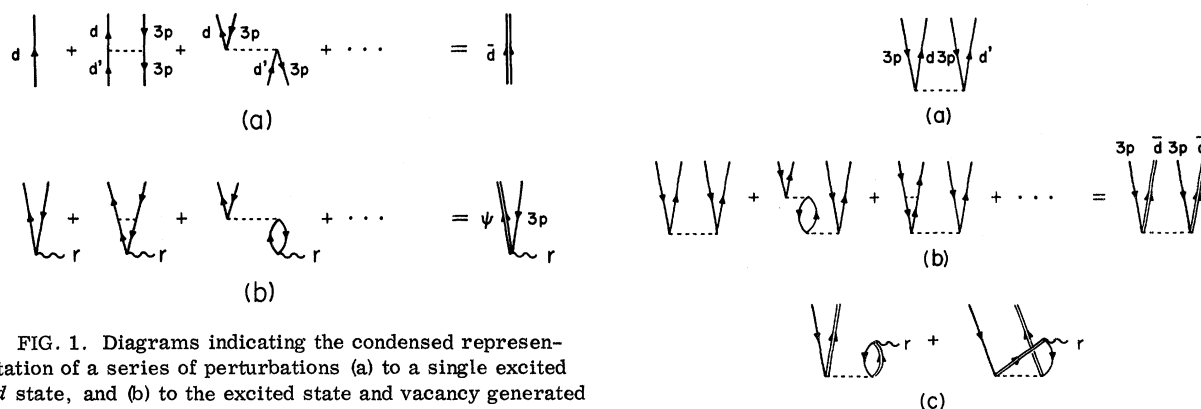 d + d d' 3p 3p + d 3p d' 3p + · · · = d̄
(a)
+ + + · · · = ψ 3p
r r r r
(b)
FIG. 1. Diagrams indicating the condensed represen-
tation of a series of perturbations (a) to a single excited
d state, and (b) to the excited state and vacancy generated
3p d 3p d'
(a)
3p d̄ 3p d̄
+ + + · · · =
(b)
r + r
(c)